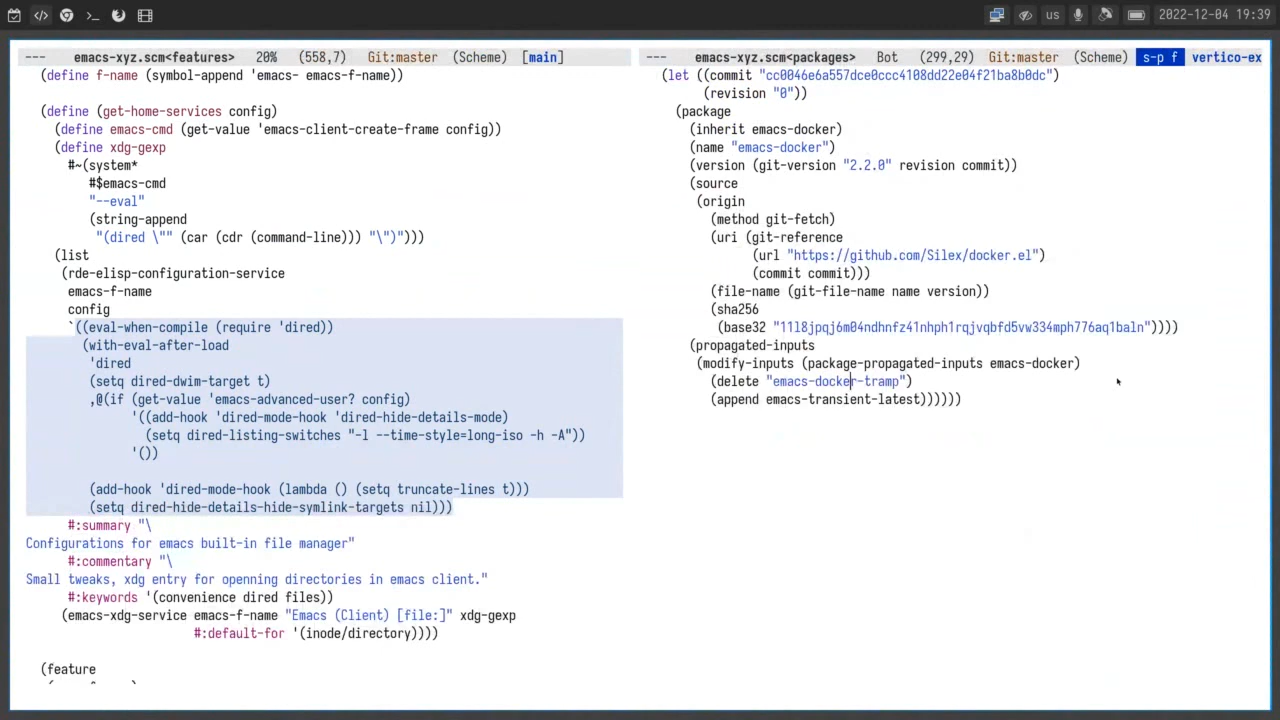 us 2022-12-04 19:39
--- emacs-xyz.scm<features> 20% (558,7) Git:master (Scheme) [main]
(define f-name (symbol-append 'emacs- emacs-f-name))
(define (get-home-services config)
(define emacs-cmd (get-value 'emacs-client-create-frame config))
(define xdg-gexp
#~(system*
#$emacs-cmd
"--eval"
(string-append
"(dired \"" (car (cdr (command-line))) "\")")))
(list
(rde-elisp-configuration-service
emacs-f-name
config
`((eval-when-compile (require 'dired))
(with-eval-after-load
'dired
(setq dired-dwim-target t)
,@(if (get-value 'emacs-advanced-user? config)
'((add-hook 'dired-mode-hook 'dired-hide-details-mode)
(setq dired-listing-switches "-l --time-style=long-iso -h -A"))
'())
(add-hook 'dired-mode-hook (lambda () (setq truncate-lines t)))
(setq dired-hide-details-hide-symlink-targets nil)))
#:summary "\
Configurations for emacs built-in file manager"
#:commentary "\
Small tweaks, xdg entry for openning directories in emacs client."
#:keywords '(convenience dired files))
(emacs-xdg-service emacs-f-name "Emacs (Client) [file:]" xdg-gexp
#:default-for '(inode/directory))))
(feature
--- emacs-xyz.scm<packages> Bot (299,29) Git:master (Scheme) s-p f vertico-ex
(let ((commit "cc0046e6a557dce0ccc4108dd22e04f21ba8b0dc")
(revision "0"))
(package
(inherit emacs-docker)
(name "emacs-docker")
(version (git-version "2.2.0" revision commit))
(source
(origin
(method git-fetch)
(uri (git-reference
(url "https://github.com/Silex/docker.el")
(commit commit)))
(file-name (git-file-name name version))
(sha256
(base32 "11l8jpqj6m04ndhnfz41nhph1rqjvqbfd5vw334mph776aq1baln"))))
(propagated-inputs
(modify-inputs (package-propagated-inputs emacs-docker)
(delete "emacs-docker-tramp")
(append emacs-transient-latest))))))